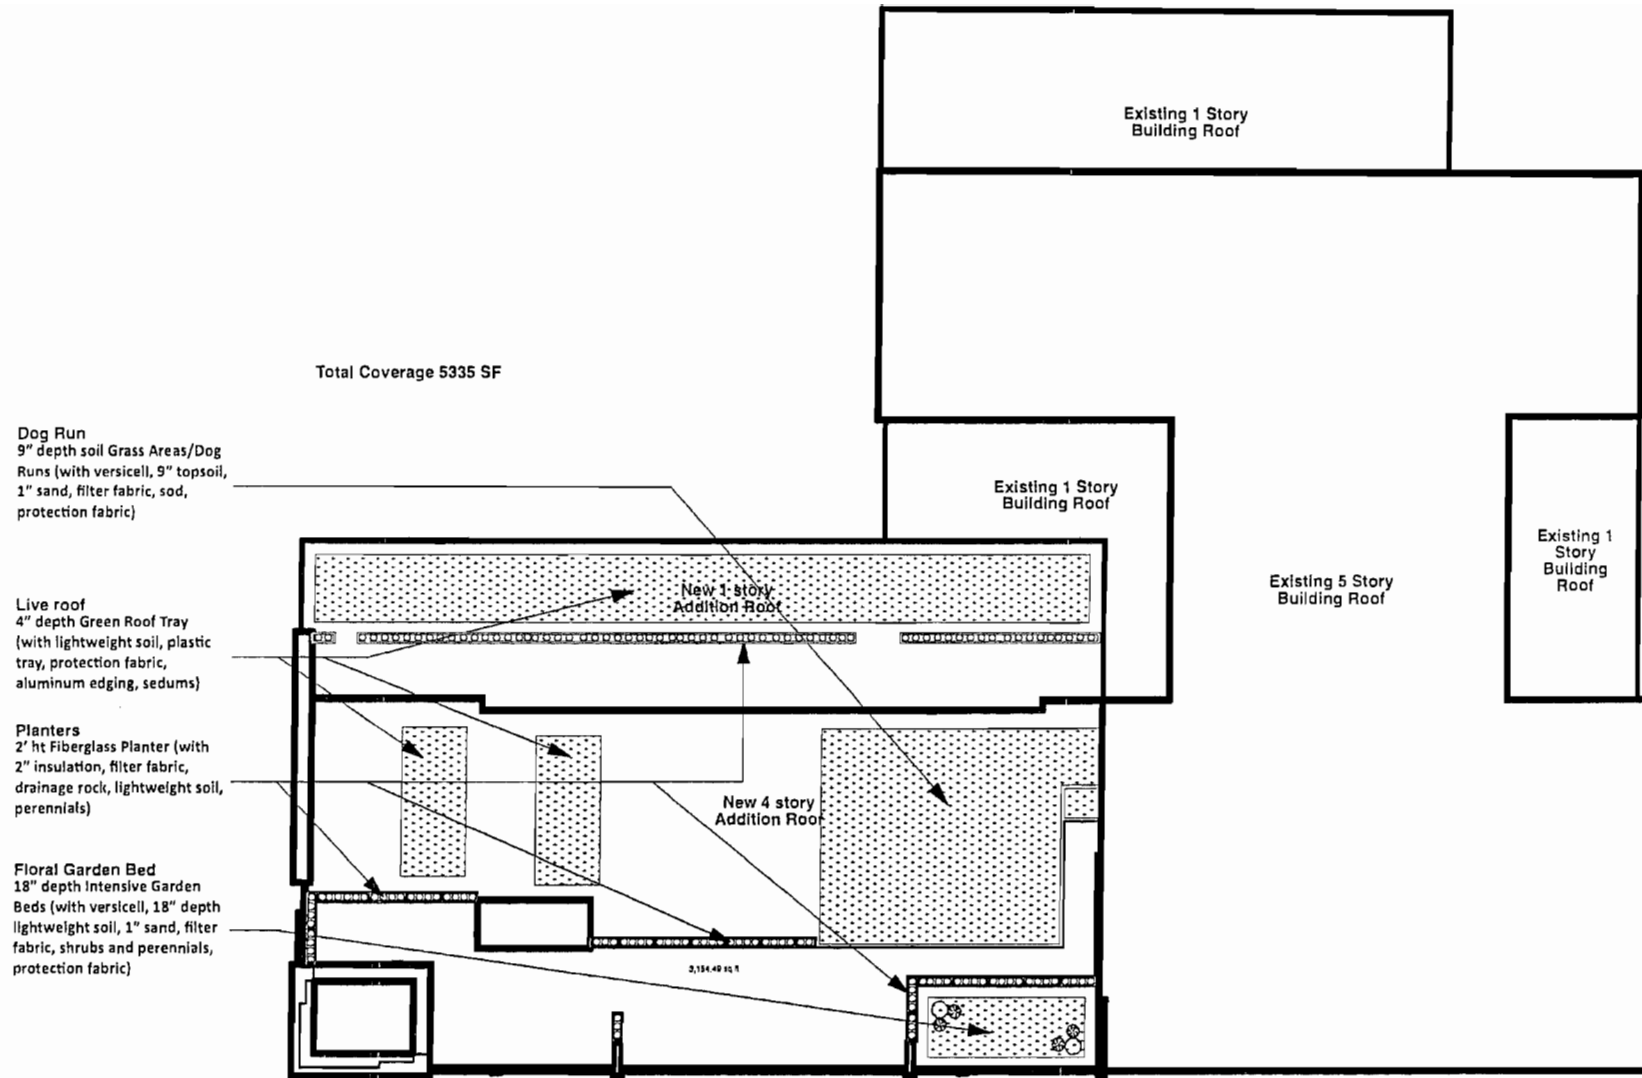 Existing 1 Story
Building Roof
Total Coverage 5335 SF
Dog Run
9" depth soil Grass Areas/Dog
Runs (with versicell, 9" topsoil,
1" sand, filter fabric, sod,
protection fabric)
Existing 1 Story
Building Roof
Existing 1
Story
Building
Roof
Existing 5 Story
Building Roof
New 1 story
Addition Roof
Live roof
4" depth Green Roof Tray
(with lightweight soil, plastic
tray, protection fabric,
aluminum edging, sedums)
Planters
2' ht Fiberglass Planter (with
2" insulation, filter fabric,
drainage rock, lightweight soil,
perennials)
New 4 story
Addition Roof
Floral Garden Bed
18" depth Intensive Garden
Beds (with versicell, 18" depth
lightweight soil, 1" sand, filter
fabric, shrubs and perennials,
protection fabric)
3,154.49 sq ft